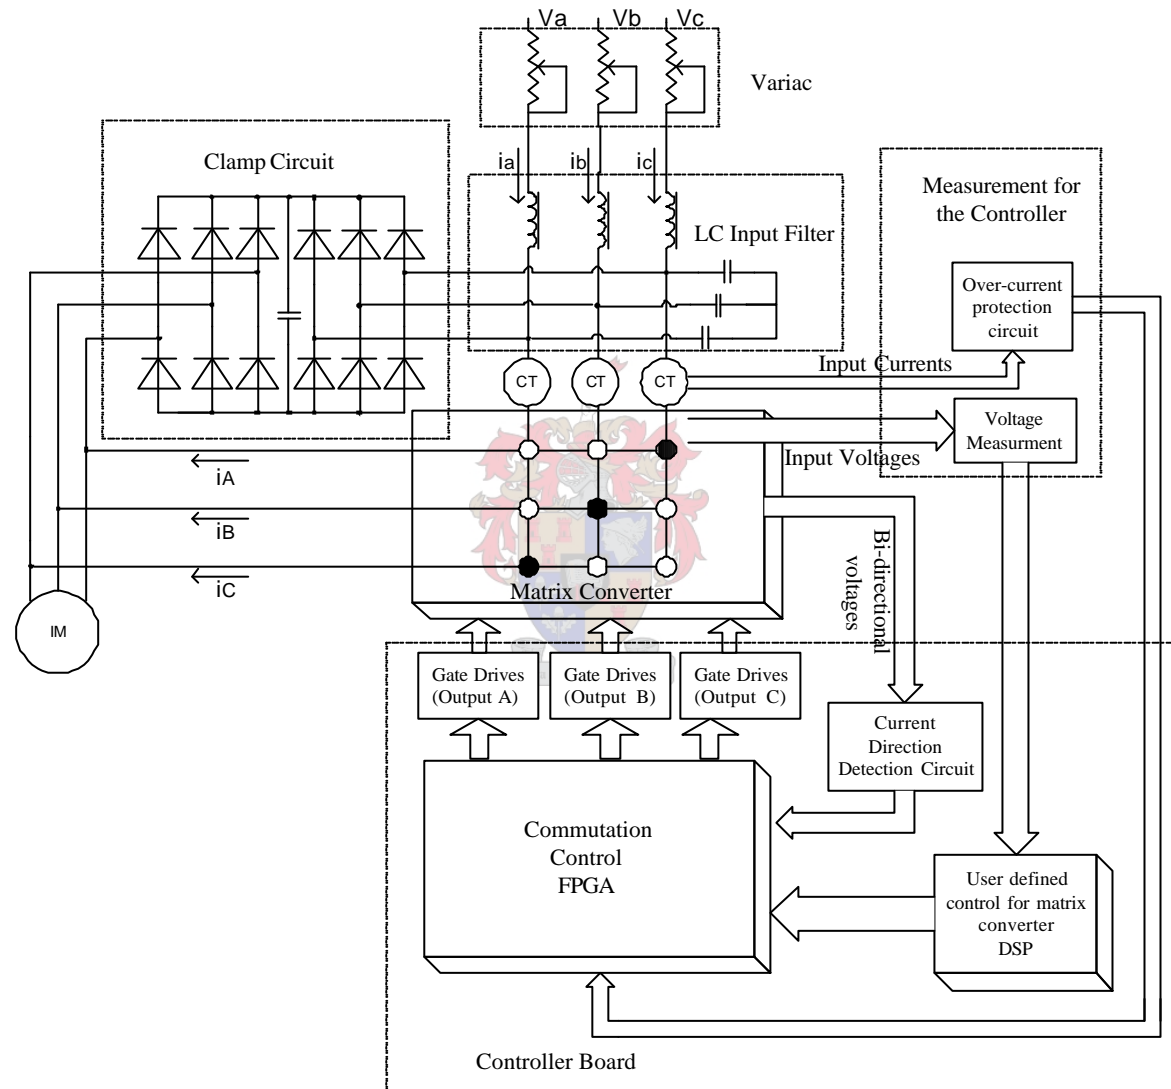 Va Vb Vc
Variac
Clamp Circuit
ia ib ic
LC Input Filter
Measurement for
the Controller
Over-current
protection
circuit
CT CT CT
Input Currents
Voltage
Measurment
Input Voltages
iA
iB
iC
IM
Matrix Converter
Bi-directional
voltages
Gate Drives
(Output A)
Gate Drives
(Output B)
Gate Drives
(Output C)
Current
Direction
Detection Circuit
Commutation
Control
FPGA
User defined
control for matrix
converter
DSP
Controller Board